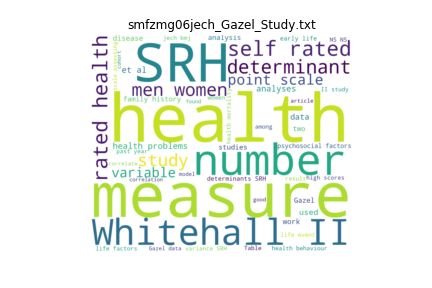 smfzmg06jech_Gazel_Study.txt
disease
jech bmj
analysis
early life
NS NS
cohort
SRH
self rated
et al
determinant
men women
point scale
rated health
family history
found
women
analyses
II study
article
health mortality
among
data
two
health
health problems
studies
psychosocial factors
past year
study
number
correlate
determinants SRH
variable
correlation
model
result
high scores
measure
good
Gazel
Whitehall II
work
used
life event
life factors
Gazel data
variance SRH
Table
health behaviour